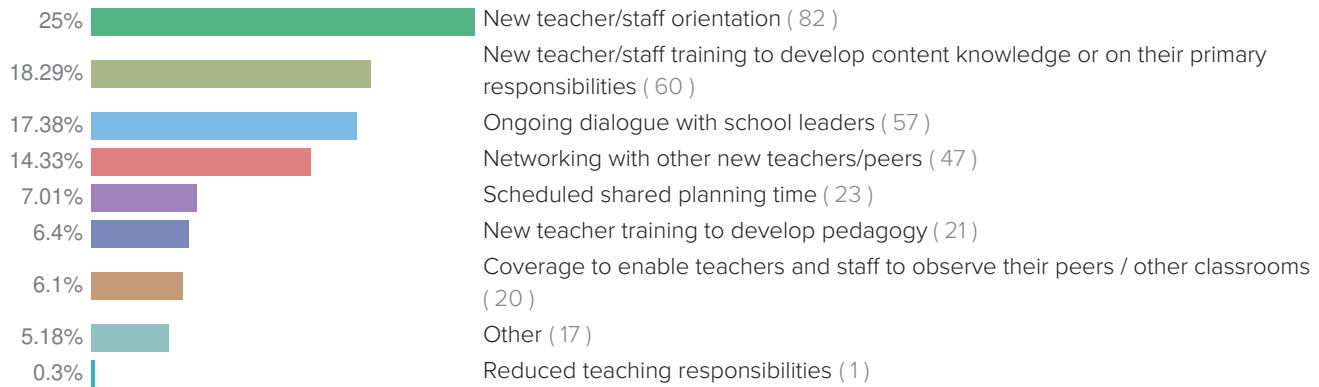 25% New teacher/staff orientation ( 82 )
New teacher/staff training to develop content knowledge or on their primary
18.29%
responsibilities ( 60 )
17.38% Ongoing dialogue with school leaders ( 57 )
14.33% Networking with other new teachers/peers ( 47 )
7.01% Scheduled shared planning time ( 23 )
6.4% New teacher training to develop pedagogy ( 21 )
Coverage to enable teachers and staff to observe their peers / other classrooms
6.1%
( 20 )
5.18% Other ( 17 )
0.3% Reduced teaching responsibilities ( 1 )